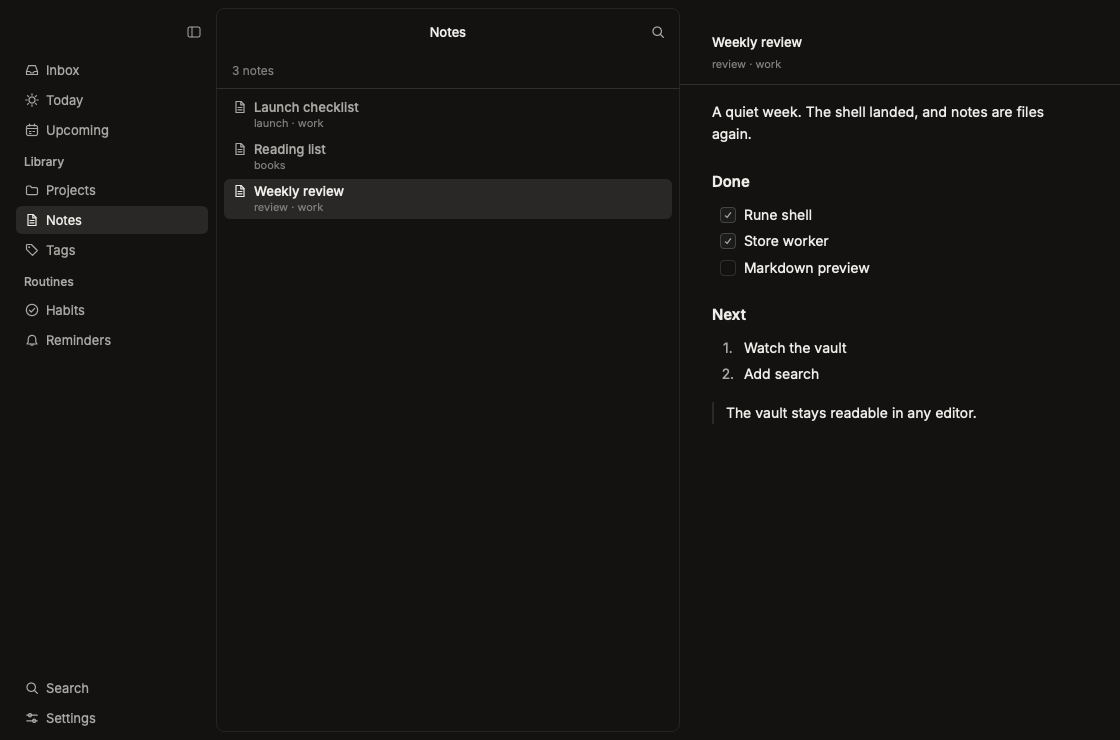 Inbox
Today
Upcoming
Library
Projects
Notes
Tags
Routines
Habits
Reminders
Search
Settings
Notes
3 notes
Launch checklist
launch · work
Reading list
books
Weekly review
review · work
Weekly review
review · work
A quiet week. The shell landed, and notes are files
again.
Done
Rune shell
Store worker
Markdown preview
Next
1. Watch the vault
2. Add search
The vault stays readable in any editor.